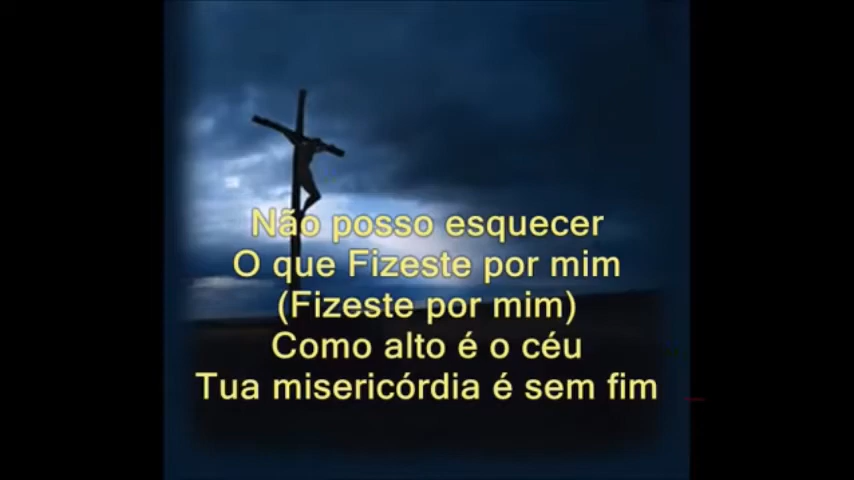 Não posso esquecer
O que Fizeste por mim
(Fizeste por mim)
Como alto é o céu
Tua misericórdia é sem fim